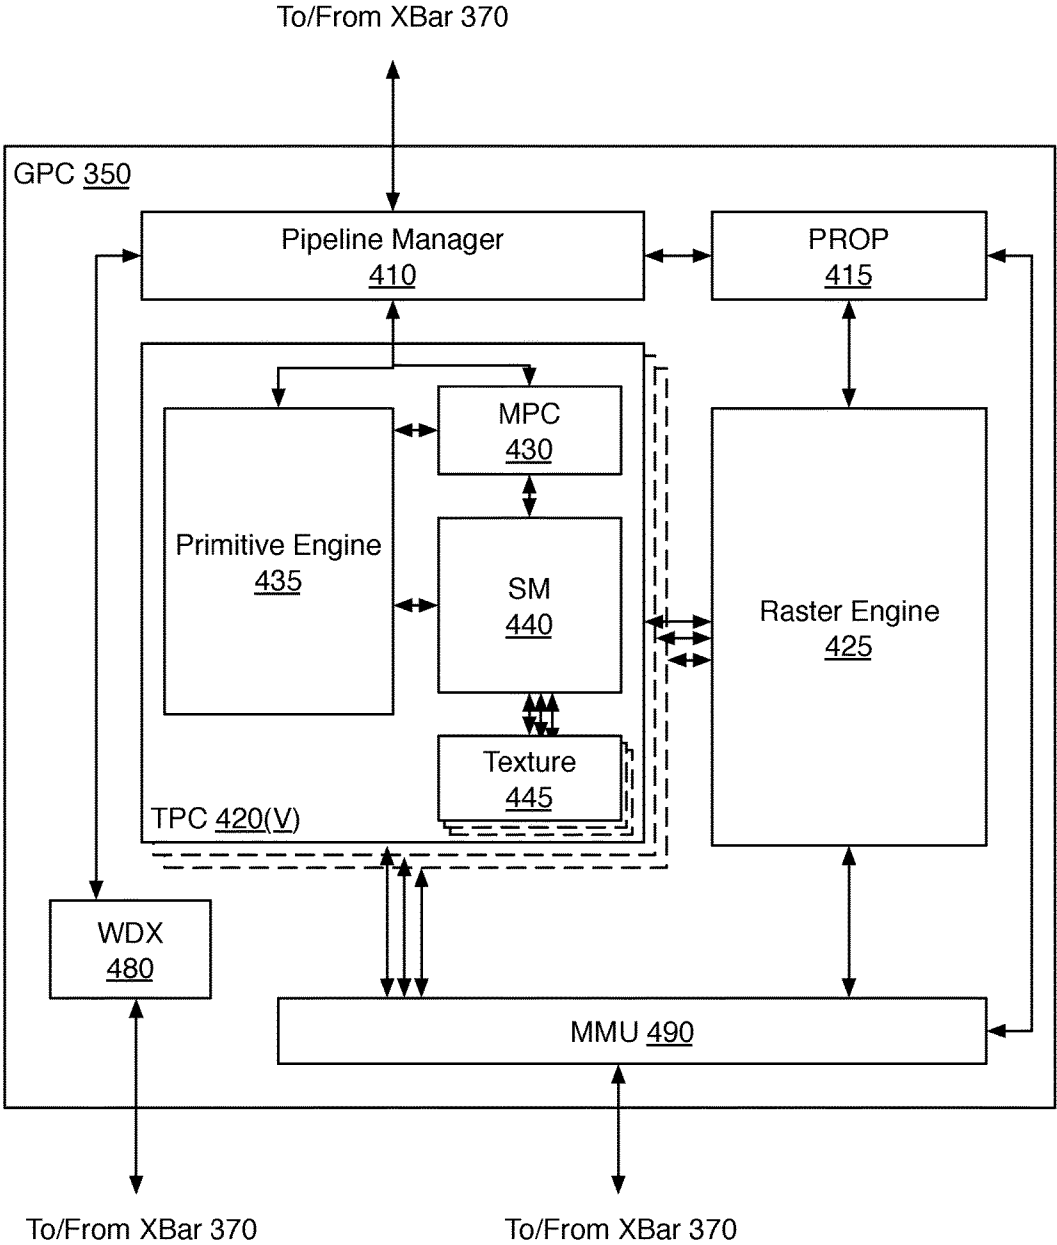 To/From XBar 370
GPC 350
Pipeline Manager
410
PROP
415
MPC
430
Primitive Engine
435
SM
440
Raster Engine
425
Texture
445
TPC 420(V)
WDX
480
MMU 490
To/From XBar 370
To/From XBar 370